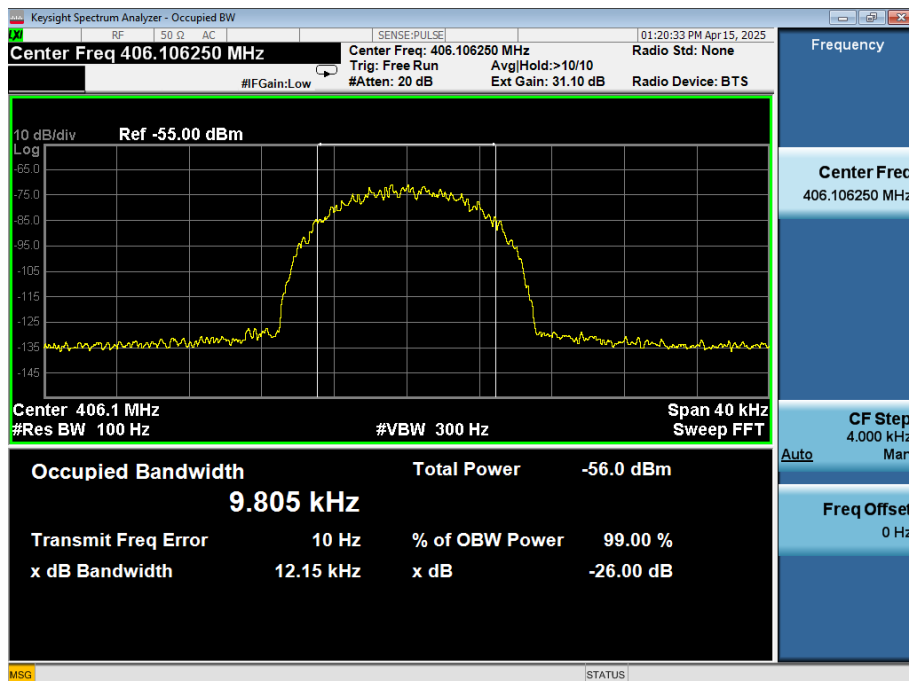 Keysight Spectrum Analyzer - Occupied BW
LXI
RF
50 Ω
AC
SENSE:PULSE
01:20:33 PM Apr 15, 2025
Center Freq 406.106250 MHz
Center Freq: 406.106250 MHz
Radio Std: None
Trig: Free Run
Avg|Hold:>10/10
#IFGain:Low
#Atten: 20 dB
Ext Gain: 31.10 dB
Radio Device: BTS
10 dB/div
Ref -55.00 dBm
Log
-65.0
-75.0
-85.0
-95.0
-105
-115
-125
-135
-145
Center 406.1 MHz
Span 40 kHz
#Res BW 100 Hz
#VBW 300 Hz
Sweep FFT
Occupied Bandwidth
Total Power
-56.0 dBm
9.805 kHz
Transmit Freq Error
10 Hz
% of OBW Power
99.00 %
x dB Bandwidth
12.15 kHz
x dB
-26.00 dB
Frequency
Center Freq
406.106250 MHz
CF Step
4.000 kHz
Auto
Man
Freq Offset
0 Hz
MSG
STATUS